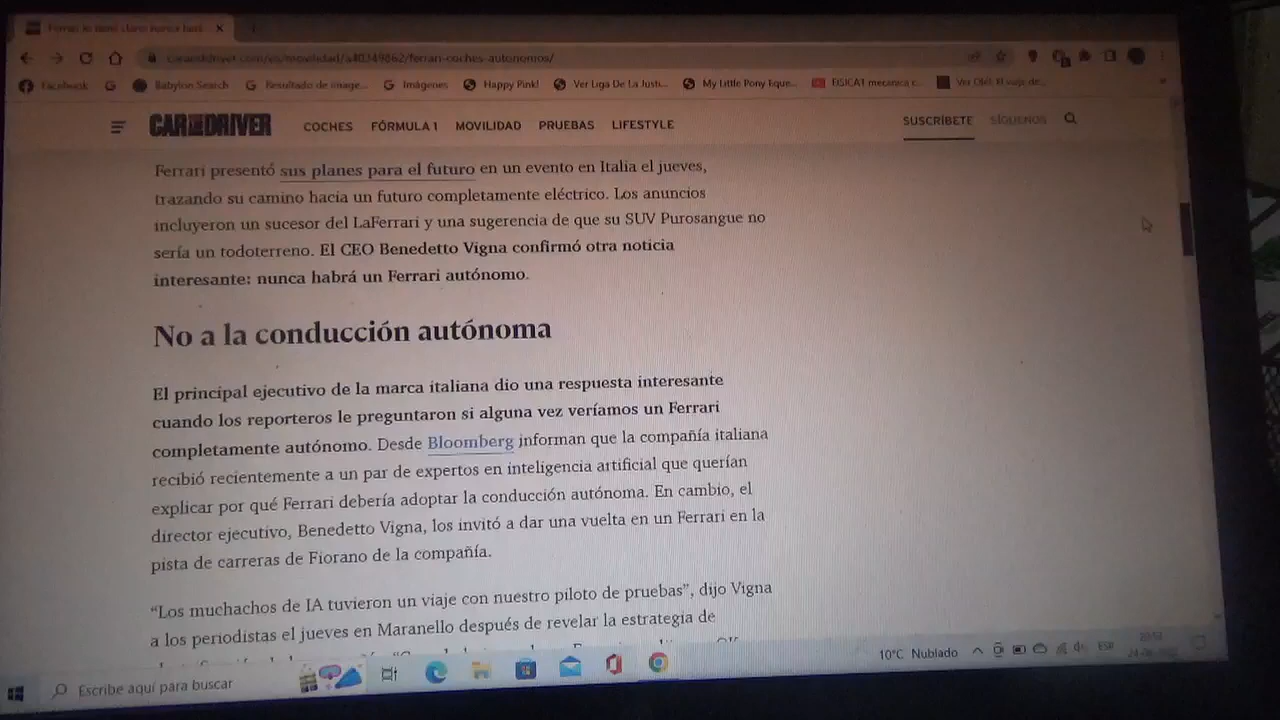 Ferrari lo tiene claro: nunca hará
caranddriver.com/es/movilidad/a40349862/ferrari-coches-autonomos/
Facebook
Babylon Search
Resultado de image...
Imágenes
Happy Pink!
Ver Liga De La Justi...
My Little Pony Eque...
FISICA1 mecanica c...
CAR AND DRIVER
COCHES FÓRMULA 1 MOVILIDAD PRUEBAS LIFESTYLE
SUSCRÍBETE SÍGUENOS
Ferrari presentó sus planes para el futuro en un evento en Italia el jueves,
trazando su camino hacia un futuro completamente eléctrico. Los anuncios
incluyeron un sucesor del LaFerrari y una sugerencia de que su SUV Purosangue no
sería un todoterreno. El CEO Benedetto Vigna confirmó otra noticia
interesante: nunca habrá un Ferrari autónomo.
No a la conducción autónoma
El principal ejecutivo de la marca italiana dio una respuesta interesante
cuando los reporteros le preguntaron si alguna vez veríamos un Ferrari
completamente autónomo. Desde Bloomberg informan que la compañía italiana
recibió recientemente a un par de expertos en inteligencia artificial que querían
explicar por qué Ferrari debería adoptar la conducción autónoma. En cambio, el
director ejecutivo, Benedetto Vigna, los invitó a dar una vuelta en un Ferrari en la
pista de carreras de Fiorano de la compañía.
“Los muchachos de IA tuvieron un viaje con nuestro piloto de pruebas”, dijo Vigna
a los periodistas el jueves en Maranello después de revelar la estrategia de
Escribe aquí para buscar
10°C Nublado
ESP